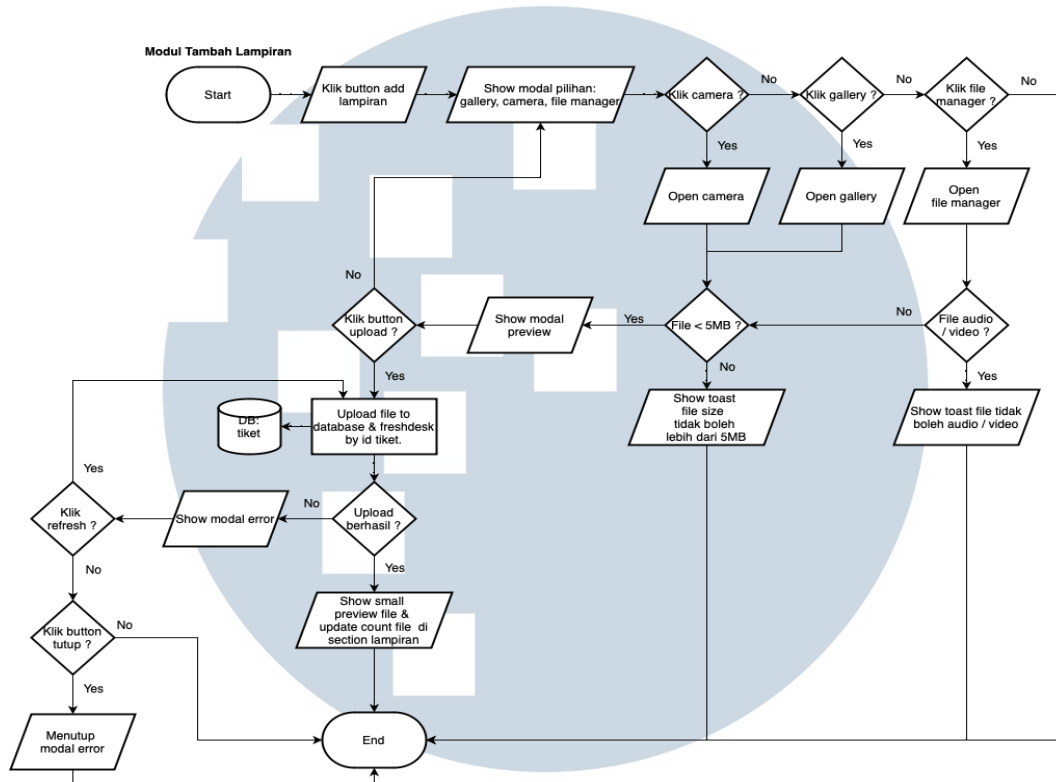 Modul Tambah Lampiran
Start
Klik button add
lampiran
Show modal pilihan:
gallery, camera, file manager
Klik camera ?
No
Klik gallery ?
No
Klik file
manager ?
No
Yes
Yes
Yes
Open camera
Open gallery
Open
file manager
No
Klik button
upload ?
Show modal
preview
Yes
File < 5MB ?
No
File audio
/ video ?
Yes
No
Yes
DB:
tiket
Upload file to
database & freshdesk
by id tiket.
Show toast
file size
tidak boleh
lebih dari 5MB
Show toast file tidak
boleh audio / video
Yes
Klik
refresh ?
Show modal error
No
Upload
berhasil ?
No
Yes
Show small
preview file &
update count file di
section lampiran
Klik button
tutup ?
No
Yes
Menutup
modal error
End